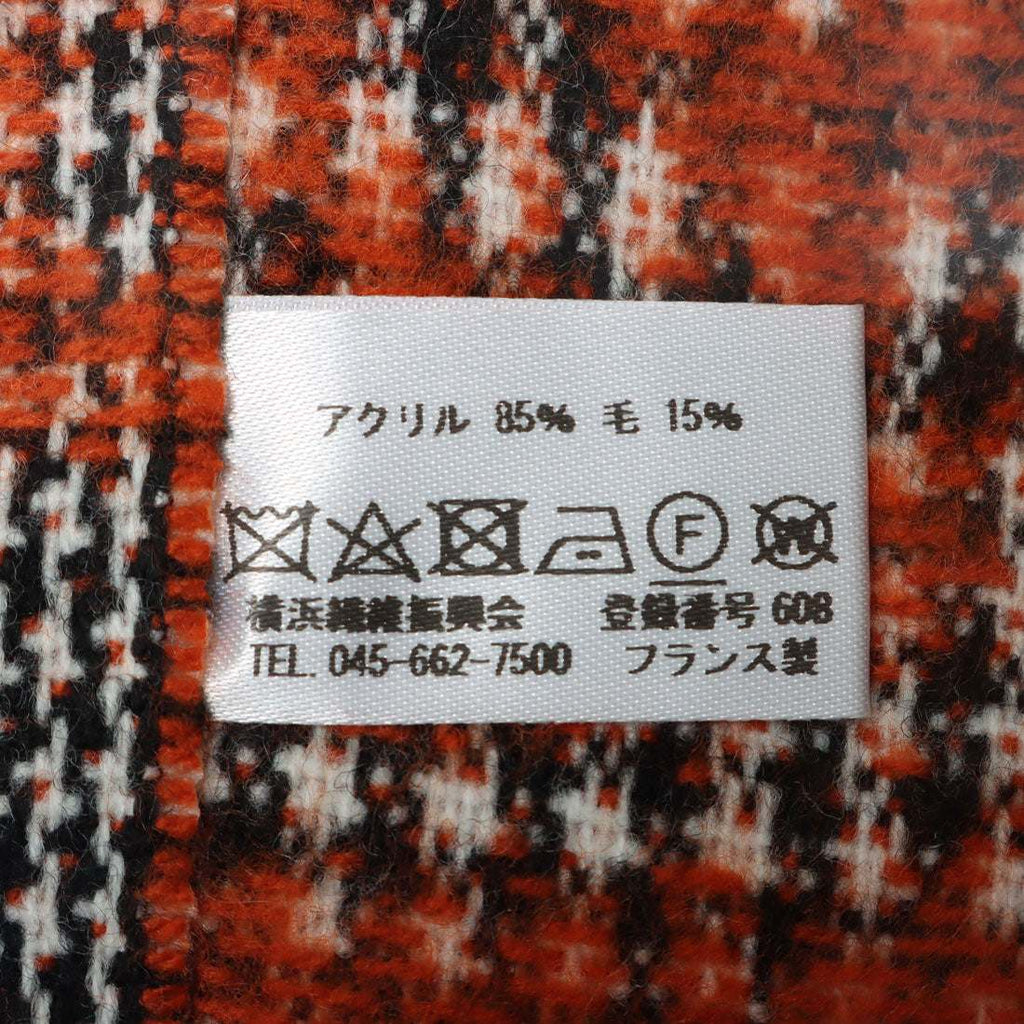 アクリル 85% 毛 15%
F W
横浜繊維振興会 登録番号 608
TEL. 045-662-7500 フランス製